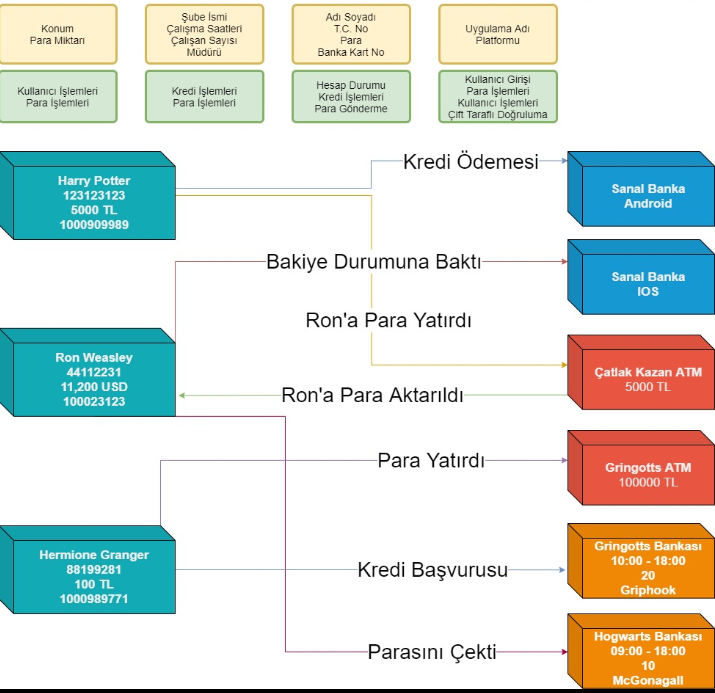 Konum
Para Miktarı
Şube İsmi
Çalışma Saatleri
Çalışan Sayısı
Müdürü
Adı Soyadı
T.C. No
Para
Banka Kart No
Uygulama Adı
Platformu
Kullanıcı İşlemleri
Para İşlemleri
Kredi İşlemleri
Para İşlemleri
Hesap Durumu
Kredi İşlemleri
Para Gönderme
Kullanıcı Girişi
Para İşlemleri
Kullanıcı İşlemleri
Çift Taraflı Doğruluma
Harry Potter
123123123
5000 TL
1000909989
Kredi Ödemesi
Sanal Banka
Android
Bakiye Durumuna Baktı
Sanal Banka
IOS
Ron'a Para Yatırdı
Ron Weasley
44112231
11,200 USD
100023123
Ron'a Para Aktarıldı
Çatlak Kazan ATM
5000 TL
Para Yatırdı
Gringotts ATM
100000 TL
Hermione Granger
88199281
100 TL
1000989771
Kredi Başvurusu
Gringotts Bankası
10:00 - 18:00
20
Griphook
Parasını Çekti
Hogwarts Bankası
09:00 - 18:00
10
McGonagall